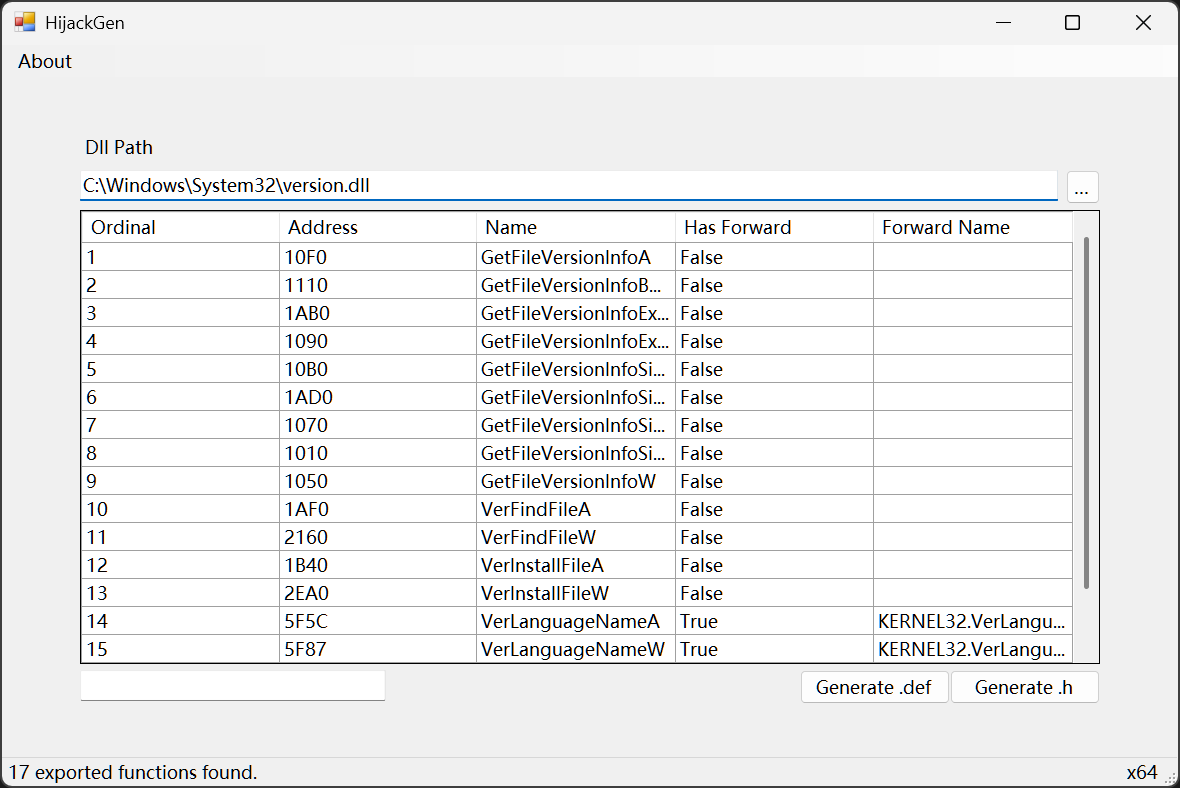 HijackGen
About
Dll Path
C:\Windows\System32\version.dll
...
Ordinal Address Name Has Forward Forward Name
1 10F0 GetFileVersionInfoA False
2 1110 GetFileVersionInfoB... False
3 1AB0 GetFileVersionInfoEx... False
4 1090 GetFileVersionInfoEx... False
5 10B0 GetFileVersionInfoSi... False
6 1AD0 GetFileVersionInfoSi... False
7 1070 GetFileVersionInfoSi... False
8 1010 GetFileVersionInfoSi... False
9 1050 GetFileVersionInfoW False
10 1AF0 VerFindFileA False
11 2160 VerFindFileW False
12 1B40 VerInstallFileA False
13 2EA0 VerInstallFileW False
14 5F5C VerLanguageNameA True KERNEL32.VerLangu...
15 5F87 VerLanguageNameW True KERNEL32.VerLangu...
Generate .def Generate .h
17 exported functions found. x64